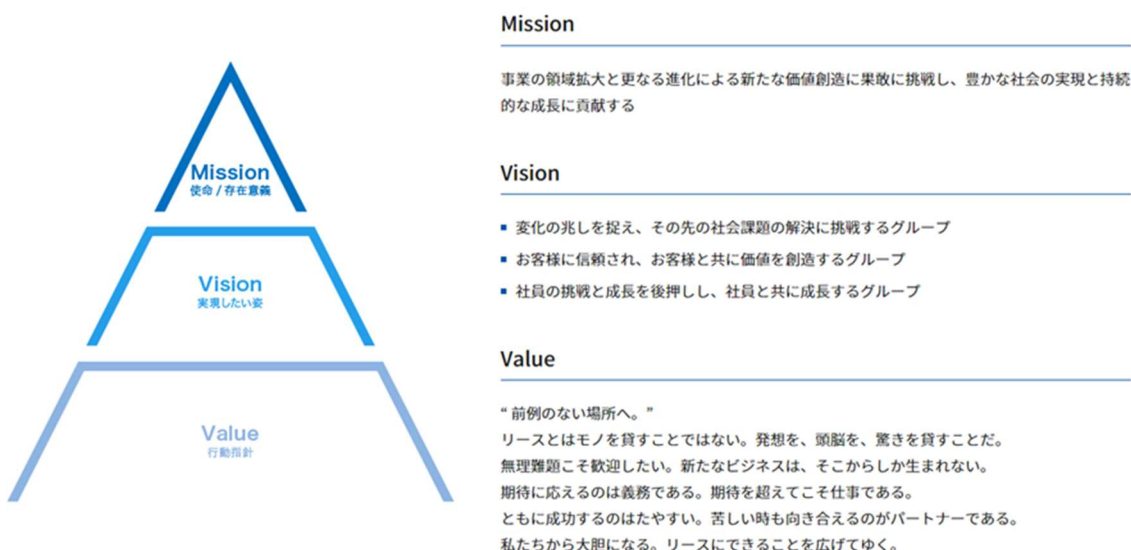 Mission
使命 / 存在意義
Vision
実現したい姿
Value
行動指針
Mission
事業の領域拡大と更なる進化による新たな価値創造に果敢に挑戦し、豊かな社会の実現と持続
的な成長に貢献する
Vision
▪ 変化の兆しを捉え、その先の社会課題の解決に挑戦するグループ
▪ お客様に信頼され、お客様と共に価値を創造するグループ
▪ 社員の挑戦と成長を後押しし、社員と共に成長するグループ
Value
“ 前例のない場所へ。”
リースとはモノを貸すことではない。発想を、頭脳を、驚きを貸すことだ。
無理難題こそ歓迎したい。新たなビジネスは、そこからしか生まれない。
期待に応えるのは義務である。期待を超えてこそ仕事である。
ともに成功するのはたやすい。苦しい時も向き合えるのがパートナーである。
私たちから大胆になる。リースにできることを広げてゆく。